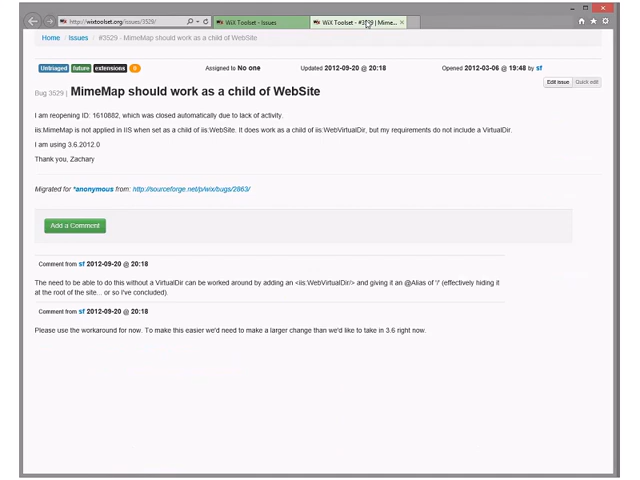 http://wixtoolset.org/issues/3529/
WiX Toolset - Issues
WiX Toolset - #3529 | Mime...
Home Issues #3529 - MimeMap should work as a child of WebSite
Untriaged future extensions 0
Assigned to No one
Updated 2012-09-20 @ 20:18
Opened 2012-03-06 @ 19:48 by sf
Edit issue Quick edit
Bug 3529 | MimeMap should work as a child of WebSite
I am reopening ID: 1610882, which was closed automatically due to lack of activity.
iis:MimeMap is not applied in IIS when set as a child of iis:WebSite. It does work as a child of iis:WebVirtualDir, but my requirements do not include a VirtualDir.
I am using 3.6.2012.0
Thank you, Zachary
Migrated for *anonymous from: http://sourceforge.net/p/wix/bugs/2863/
Add a Comment
Comment from sf 2012-09-20 @ 20:18
The need to be able to do this without a VirtualDir can be worked around by adding an <iis:WebVirtualDir/> and giving it an @Alias of '/' (effectively hiding it
at the root of the site... or so I've concluded).
Comment from sf 2012-09-20 @ 20:18
Please use the workaround for now. To make this easier we'd need to make a larger change than we'd like to take in 3.6 right now.